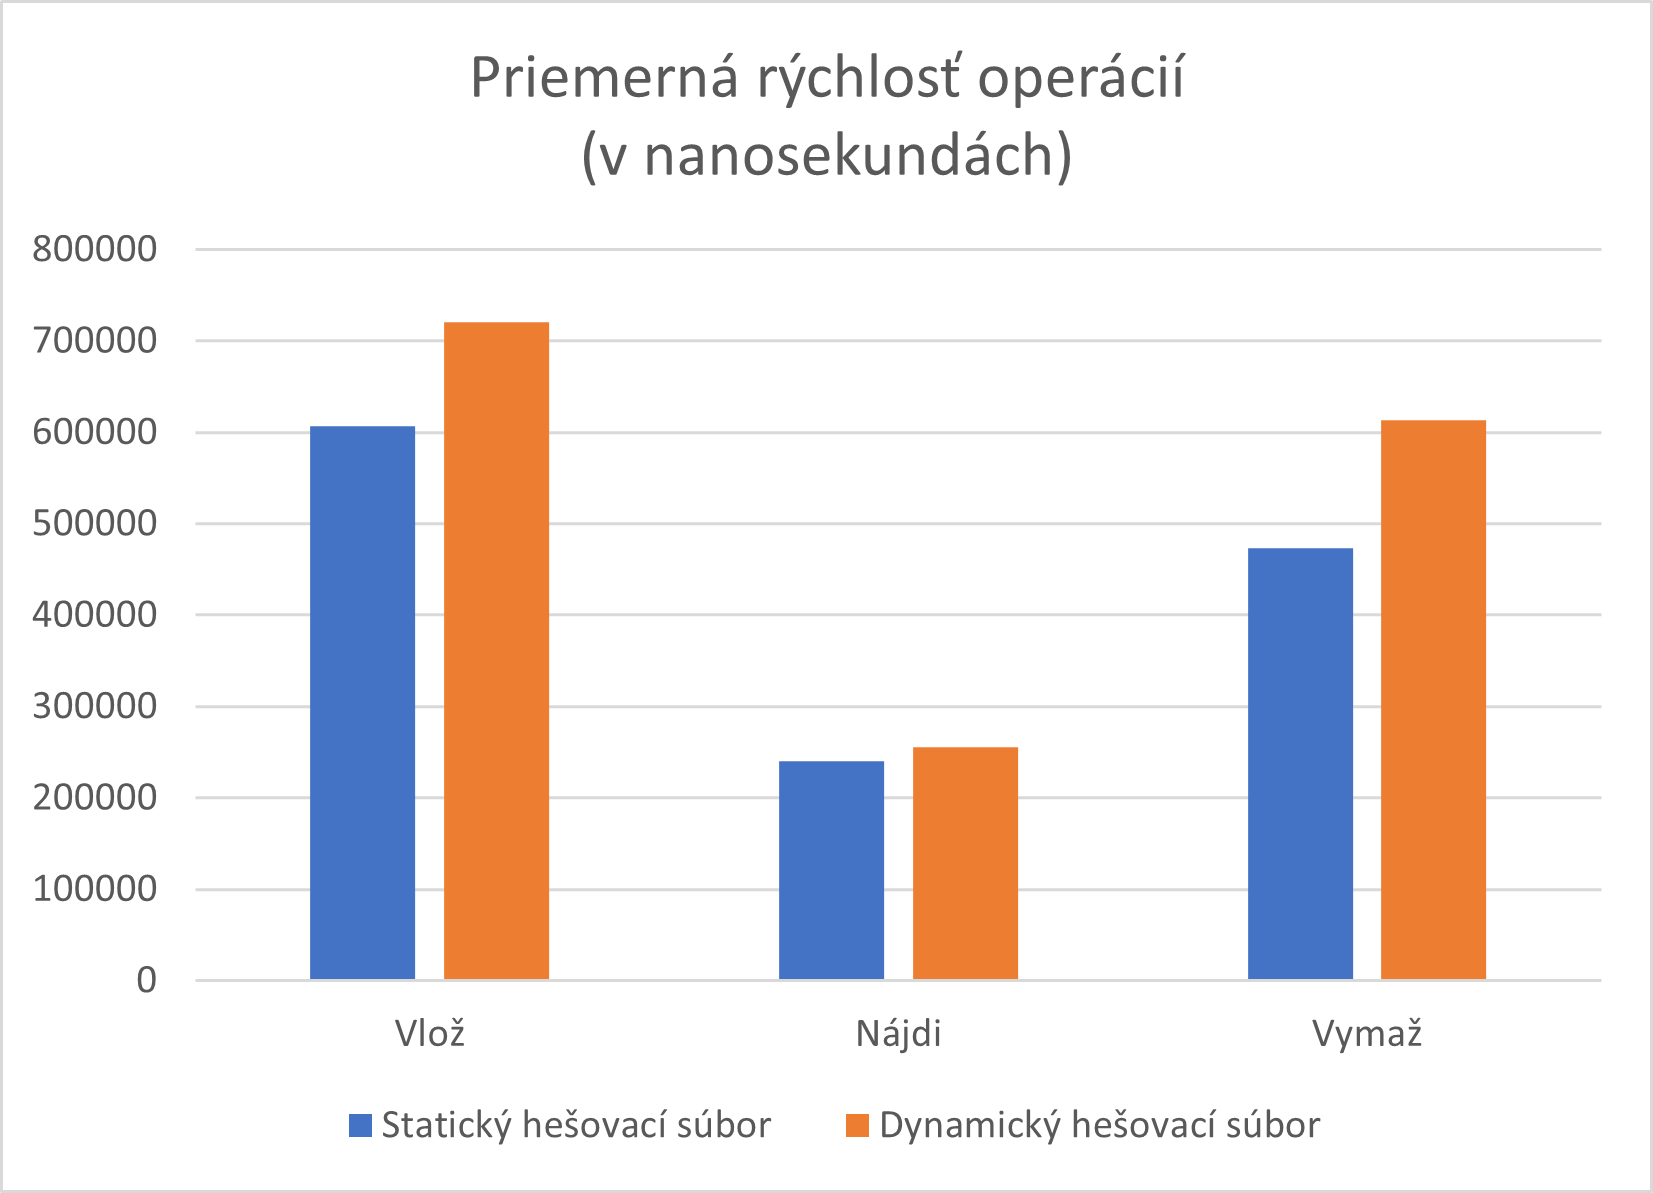 Priemerná rýchlosť operácií
(v nanosekundách)
800000
700000
600000
500000
400000
300000
200000
100000
0
Vlož Nájdi Vymaž
Statický hešovací súbor Dynamický hešovací súbor